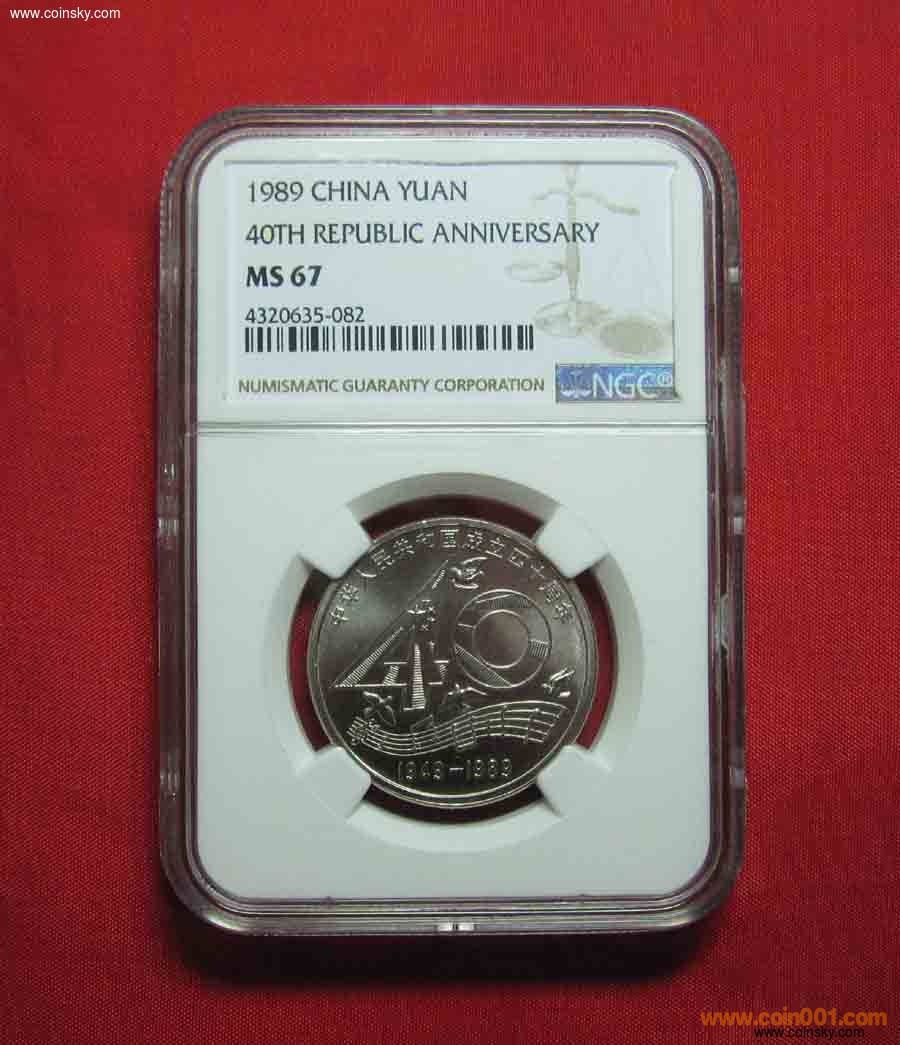 www.coinsky.com
1989 CHINA YUAN
40TH REPUBLIC ANNIVERSARY
MS 67
4320635-082
NUMISMATIC GUARANTY CORPORATION NGC®
中华人民共和国成立四十周年
40
1949-1989
www.coin001.com
www.coinsky.com